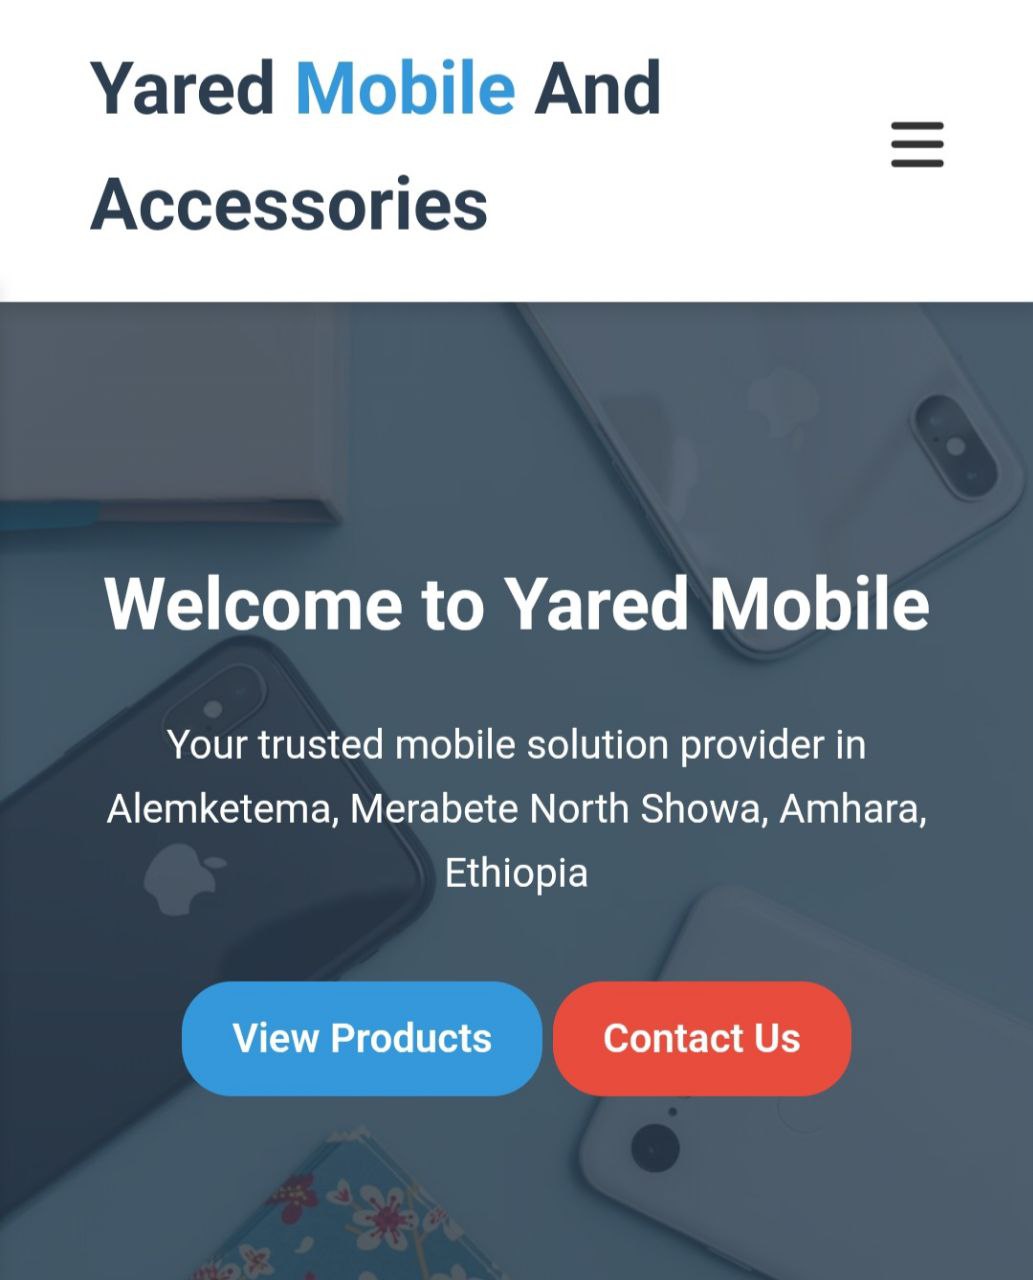 Yared Mobile And
Accessories
Welcome to Yared Mobile
Your trusted mobile solution provider in
Alemketema, Merabete North Showa, Amhara,
Ethiopia
View Products
Contact Us